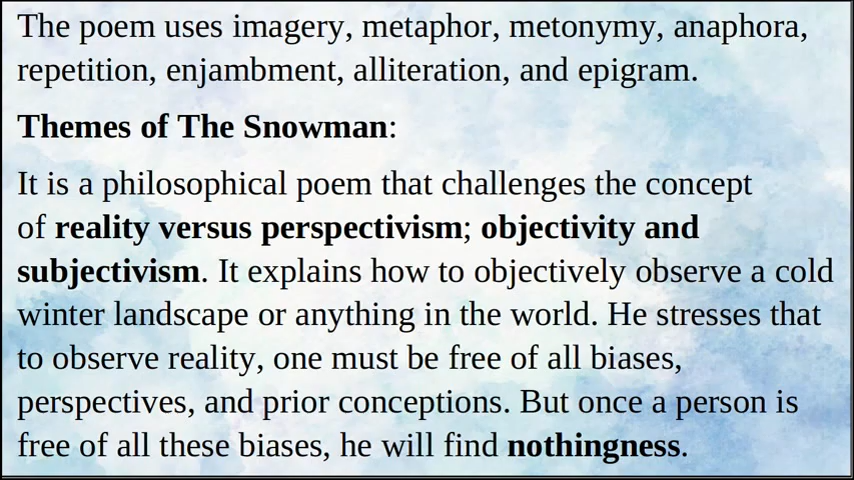 The poem uses imagery, metaphor, metonymy, anaphora,
repetition, enjambment, alliteration, and epigram.
Themes of The Snowman:
It is a philosophical poem that challenges the concept
of reality versus perspectivism; objectivity and
subjectivism. It explains how to objectively observe a cold
winter landscape or anything in the world. He stresses that
to observe reality, one must be free of all biases,
perspectives, and prior conceptions. But once a person is
free of all these biases, he will find nothingness.